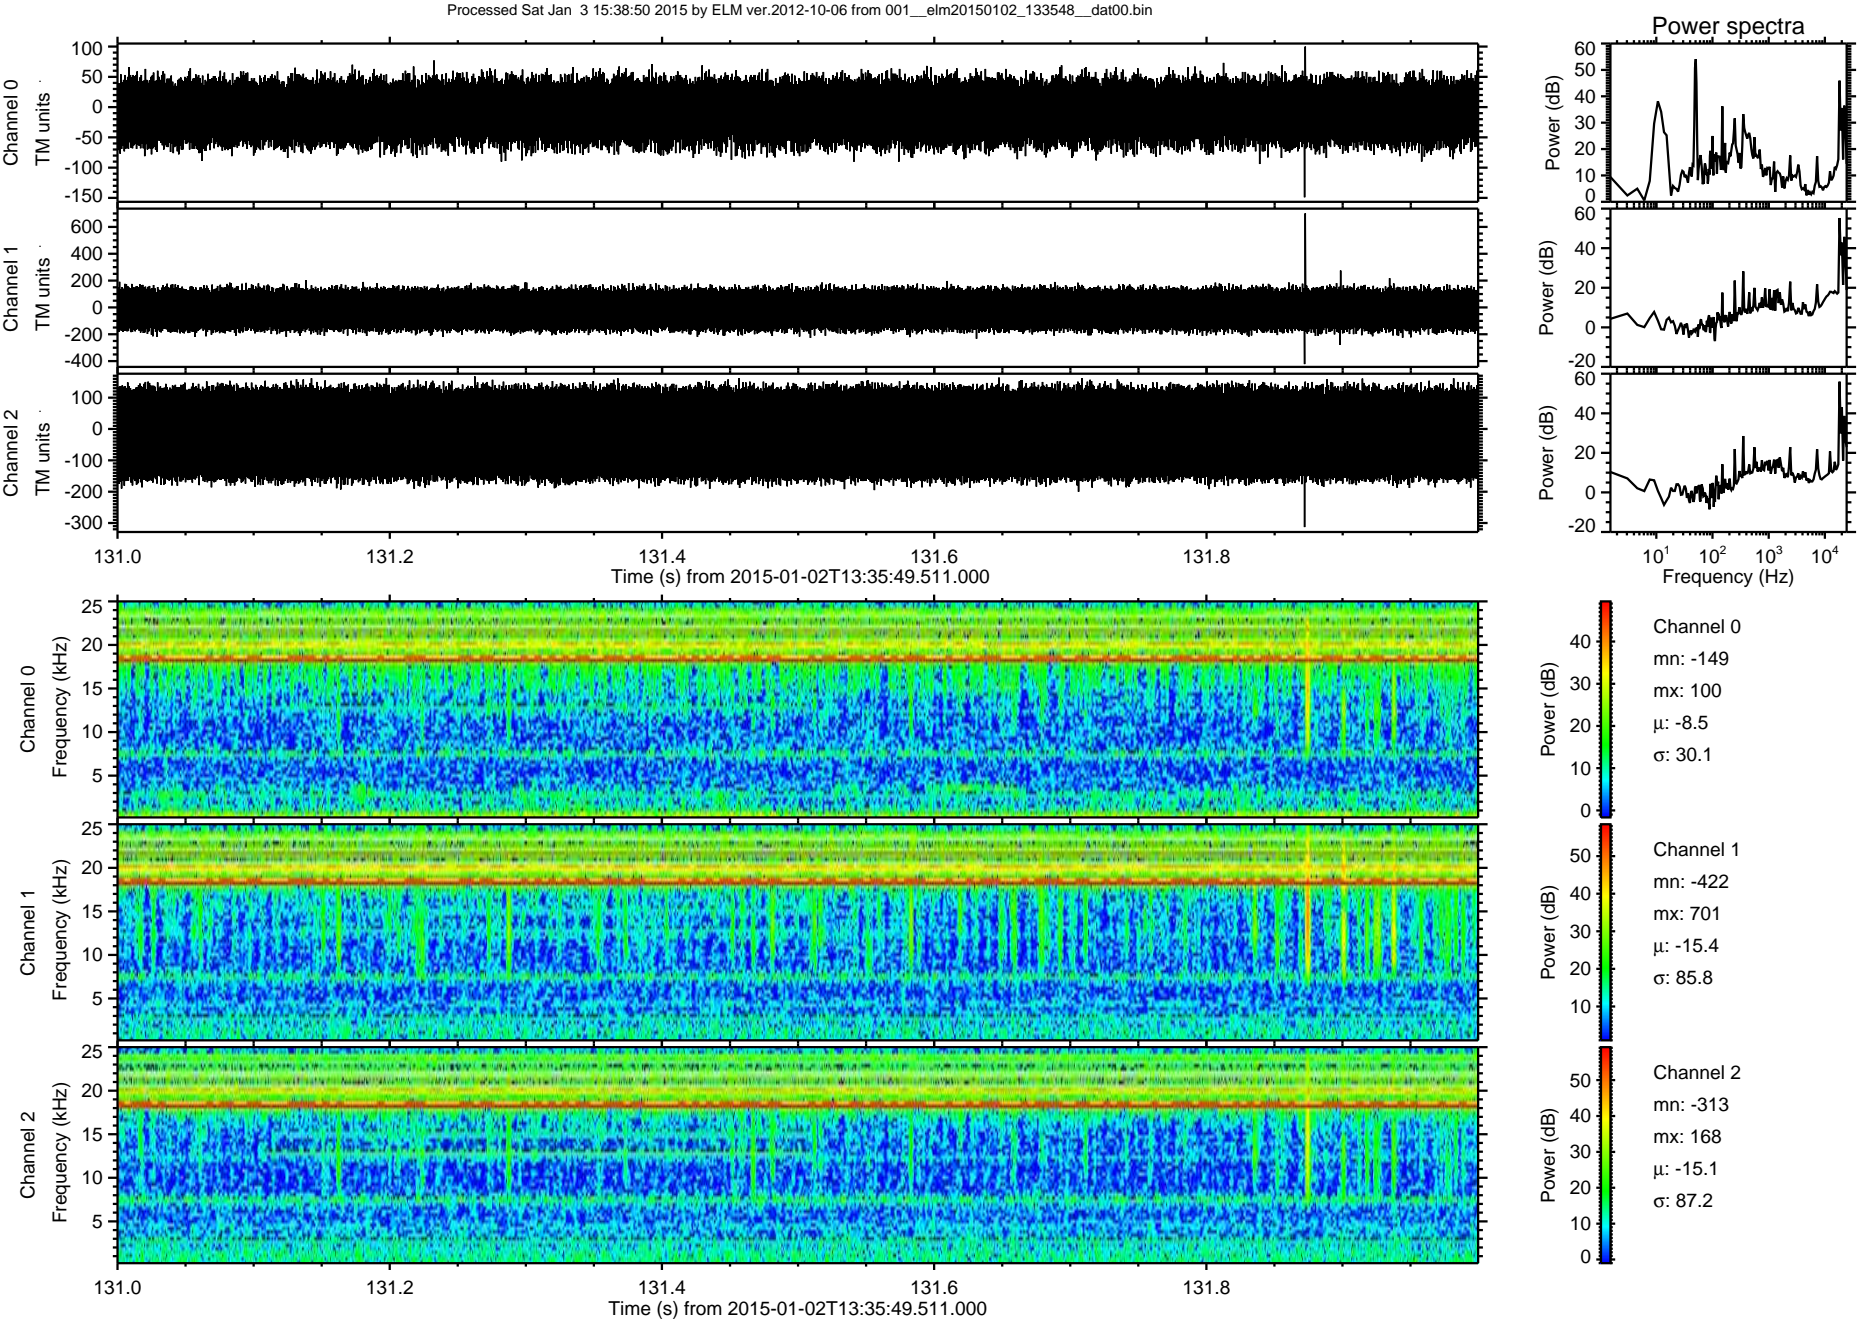 Processed Sat Jan 3 15:38:50 2015 by ELM ver.2012-10-06 from 001__elm20150102_133548__dat00.bin
Power spectra
Channel 0
TM units
100
50
0
-50
-100
-150
Power (dB)
60
50
40
30
20
10
0
Channel 1
TM units
600
400
200
0
-200
-400
Power (dB)
60
40
20
0
-20
Channel 2
TM units
100
0
-100
-200
-300
Power (dB)
60
40
20
0
-20
131.0 131.2 131.4 131.6 131.8
Time (s) from 2015-01-02T13:35:49.511.000
10¹ 10² 10³ 10⁴
Frequency (Hz)
Channel 0
Frequency (kHz)
25
20
15
10
5
Power (dB)
40
30
20
10
0
Channel 0
mn: -149
mx: 100
μ: -8.5
σ: 30.1
Channel 1
Frequency (kHz)
25
20
15
10
5
Power (dB)
50
40
30
20
10
Channel 1
mn: -422
mx: 701
μ: -15.4
σ: 85.8
Channel 2
Frequency (kHz)
25
20
15
10
5
Power (dB)
50
40
30
20
10
0
Channel 2
mn: -313
mx: 168
μ: -15.1
σ: 87.2
131.0 131.2 131.4 131.6 131.8
Time (s) from 2015-01-02T13:35:49.511.000